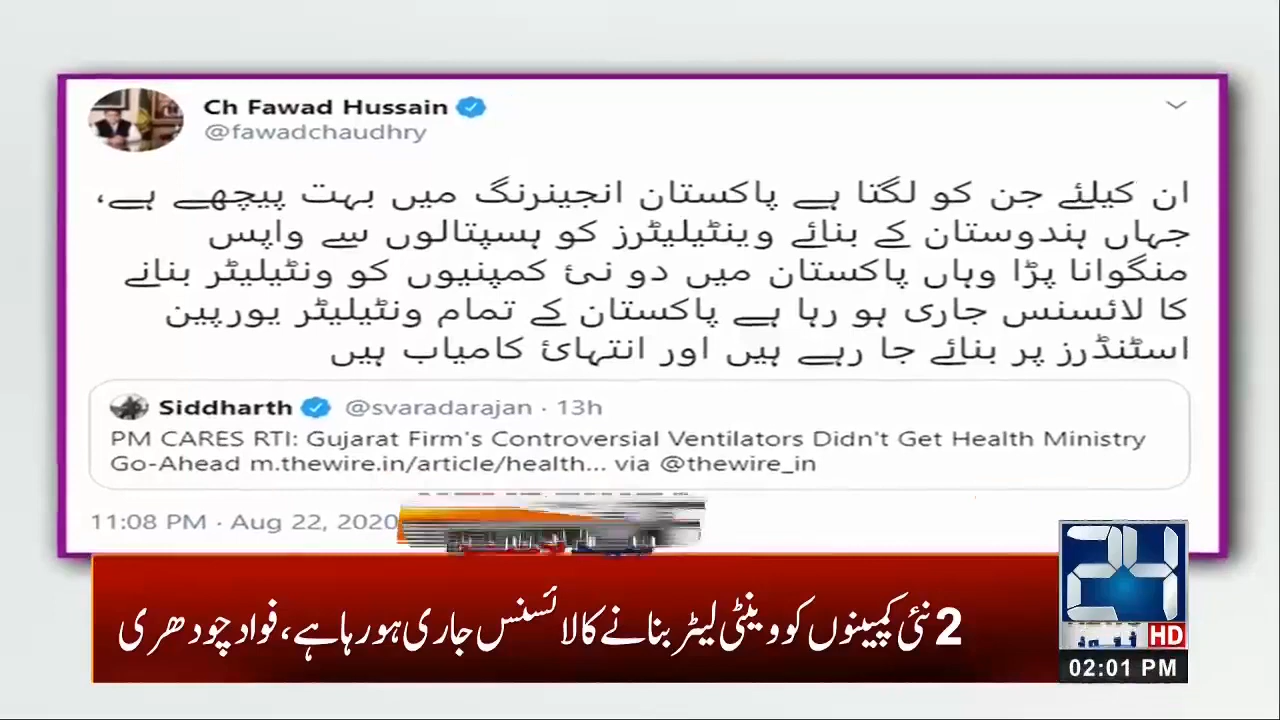 Ch Fawad Hussain
@fawadchaudhry
ان کیلئے جن کو لگتا ہے پاکستان انجینرنگ میں بہت پیچھے ہے،
جہاں ہندوستان کے بنائے وینٹیلیٹرز کو ہسپتالوں سے واپس
منگوانا پڑا وہاں پاکستان میں دو نئ کمپنیوں کو ونٹیلیٹر بنانے
کا لائسنس جاری ہو رہا ہے پاکستان کے تمام ونٹیلیٹر یورپین
اسٹنڈرز پر بنائے جا رہے ہیں اور انتہائ کامیاب ہیں
Siddharth @svaradarajan · 13h
PM CARES RTI: Gujarat Firm's Controversial Ventilators Didn't Get Health Ministry
Go-Ahead m.thewire.in/article/health... via @thewire_in
11:08 PM · Aug 22, 2020
2 نئی کمپینوں کو وینٹی لیٹر بنانے کا لائسنس جاری ہو رہا ہے، فواد چودھری
24
HD
02:01 PM